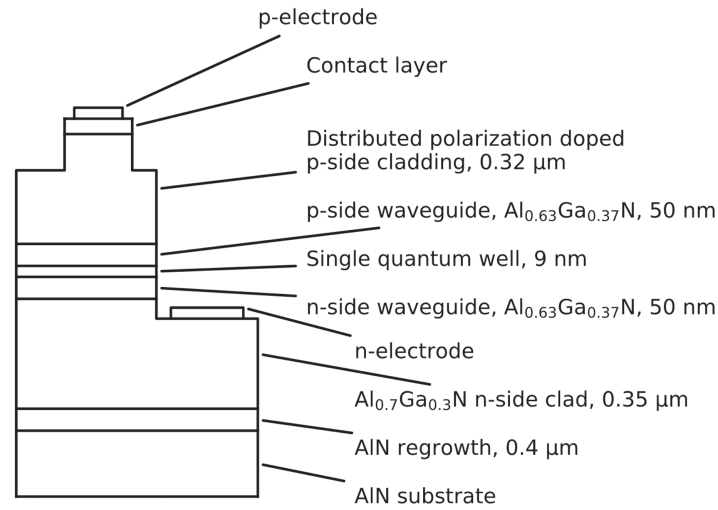 p-electrode
Contact layer
Distributed polarization doped
p-side cladding, 0.32 µm
p-side waveguide, Al₀.₆₃Ga₀.₃₇N, 50 nm
Single quantum well, 9 nm
n-side waveguide, Al₀.₆₃Ga₀.₃₇N, 50 nm
n-electrode
Al₀.₇Ga₀.₃N n-side clad, 0.35 µm
AlN regrowth, 0.4 µm
AlN substrate